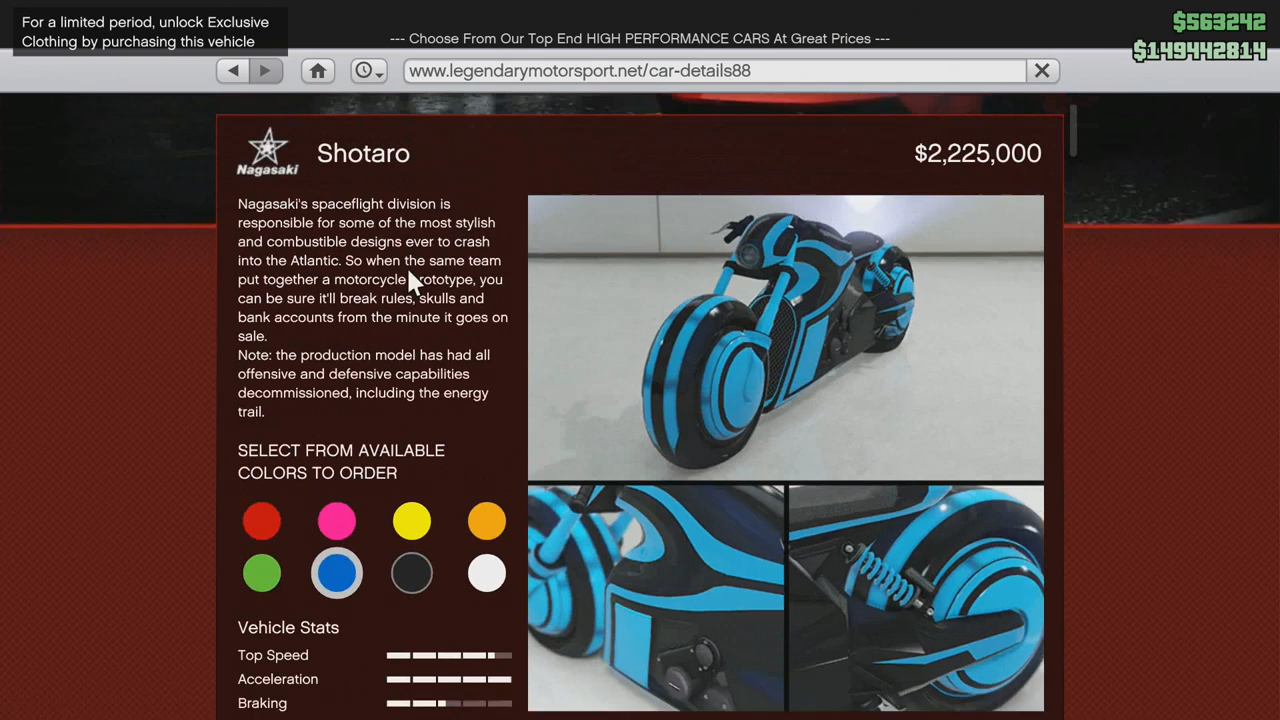 For a limited period, unlock Exclusive
Clothing by purchasing this vehicle
--- Choose From Our Top End HIGH PERFORMANCE CARS At Great Prices ---
$563242
$149442814
www.legendarymotorsport.net/car-details88
Nagasaki
Shotaro
$2,225,000
Nagasaki's spaceflight division is
responsible for some of the most stylish
and combustible designs ever to crash
into the Atlantic. So when the same team
put together a motorcycle prototype, you
can be sure it'll break rules, skulls and
bank accounts from the minute it goes on
sale.
Note: the production model has had all
offensive and defensive capabilities
decommissioned, including the energy
trail.
SELECT FROM AVAILABLE
COLORS TO ORDER
Vehicle Stats
Top Speed
Acceleration
Braking